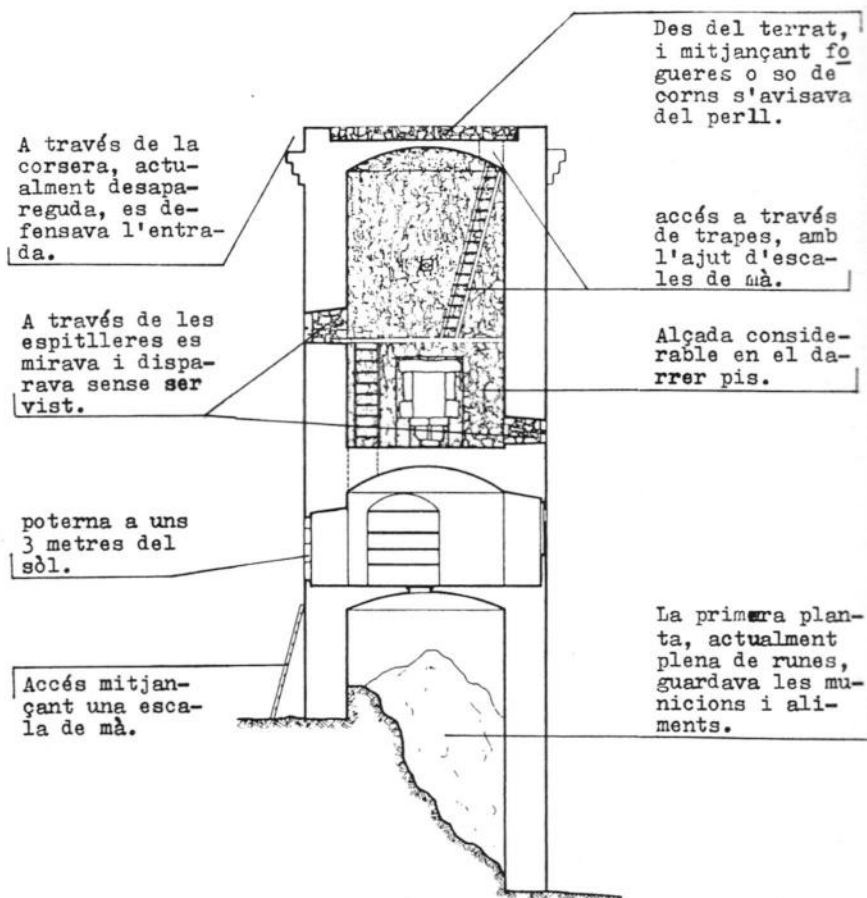 Des del terrat,
i mitjançant fo
gueres o so de
corns s'avisava
del perll.
A través de la
corsera, actu-
alment desapa-
reguda, es de-
fensava l'entra-
da.
accés a través
de trapes, amb
l'ajut d'esca-
les de mà.
A través de les
espitlleres es
mirava i dispa-
rava sense ser
vist.
Alçada conside-
rable en el da-
rrer pis.
poterna a uns
3 metres del
sòl.
La primera plan-
ta, actualment
plena de runes,
guardava les mu-
nicions i ali-
ments.
Accés mitjan-
çant una esca-
la de mà.